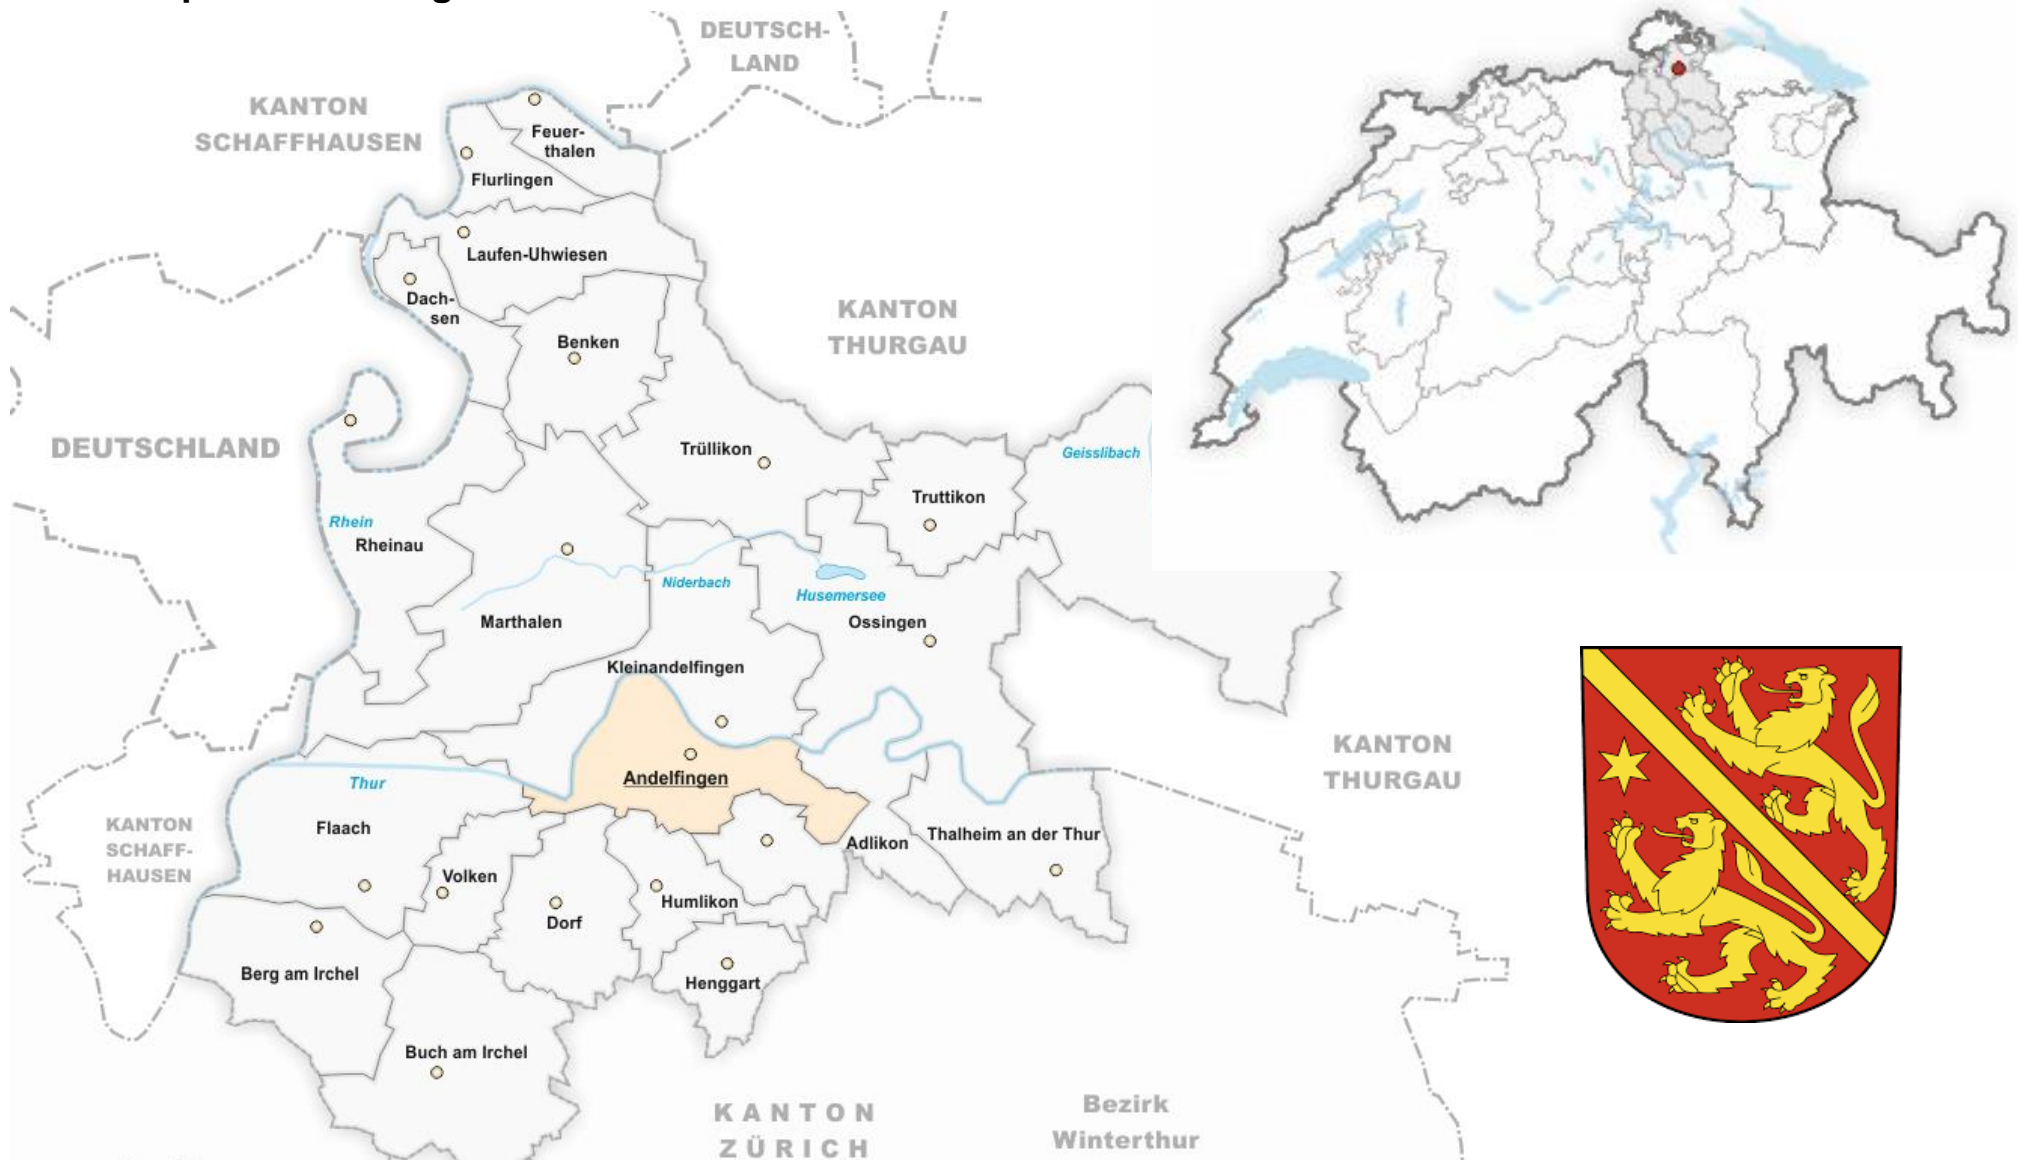 DEUTSCH-
LAND
KANTON
SCHAFFHAUSEN
Feuer-
thalen
Flurlingen
Laufen-Uhwiesen
Dach-
sen
KANTON
THURGAU
Benken
DEUTSCHLAND
Trüllikon
Geisslibach
Truttikon
Rhein
Rheinau
Niderbach
Husemersee
Marthalen
Ossingen
Kleinandelfingen
KANTON
THURGAU
Andelfingen
Thur
KANTON
SCHAFF-
HAUSEN
Flaach
Adlikon
Thalheim an der Thur
Volken
Humlikon
Dorf
Berg am Irchel
Henggart
Buch am Irchel
KANTON
ZÜRICH
Bezirk
Winterthur